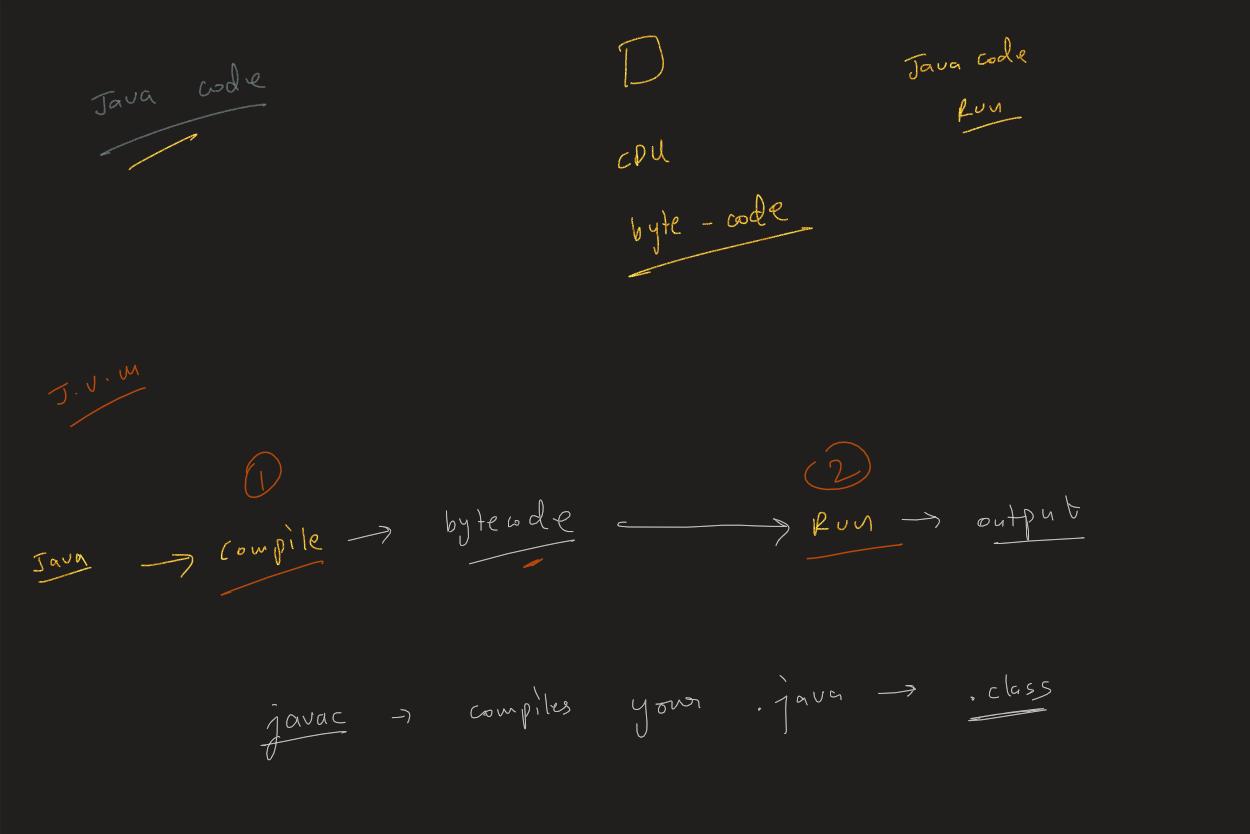 Java code
D
Java code
Run
CPU
byte - code
J.V.M
1
2
Java → compile → bytecode → Run → output
javac → compiles your .java → .class